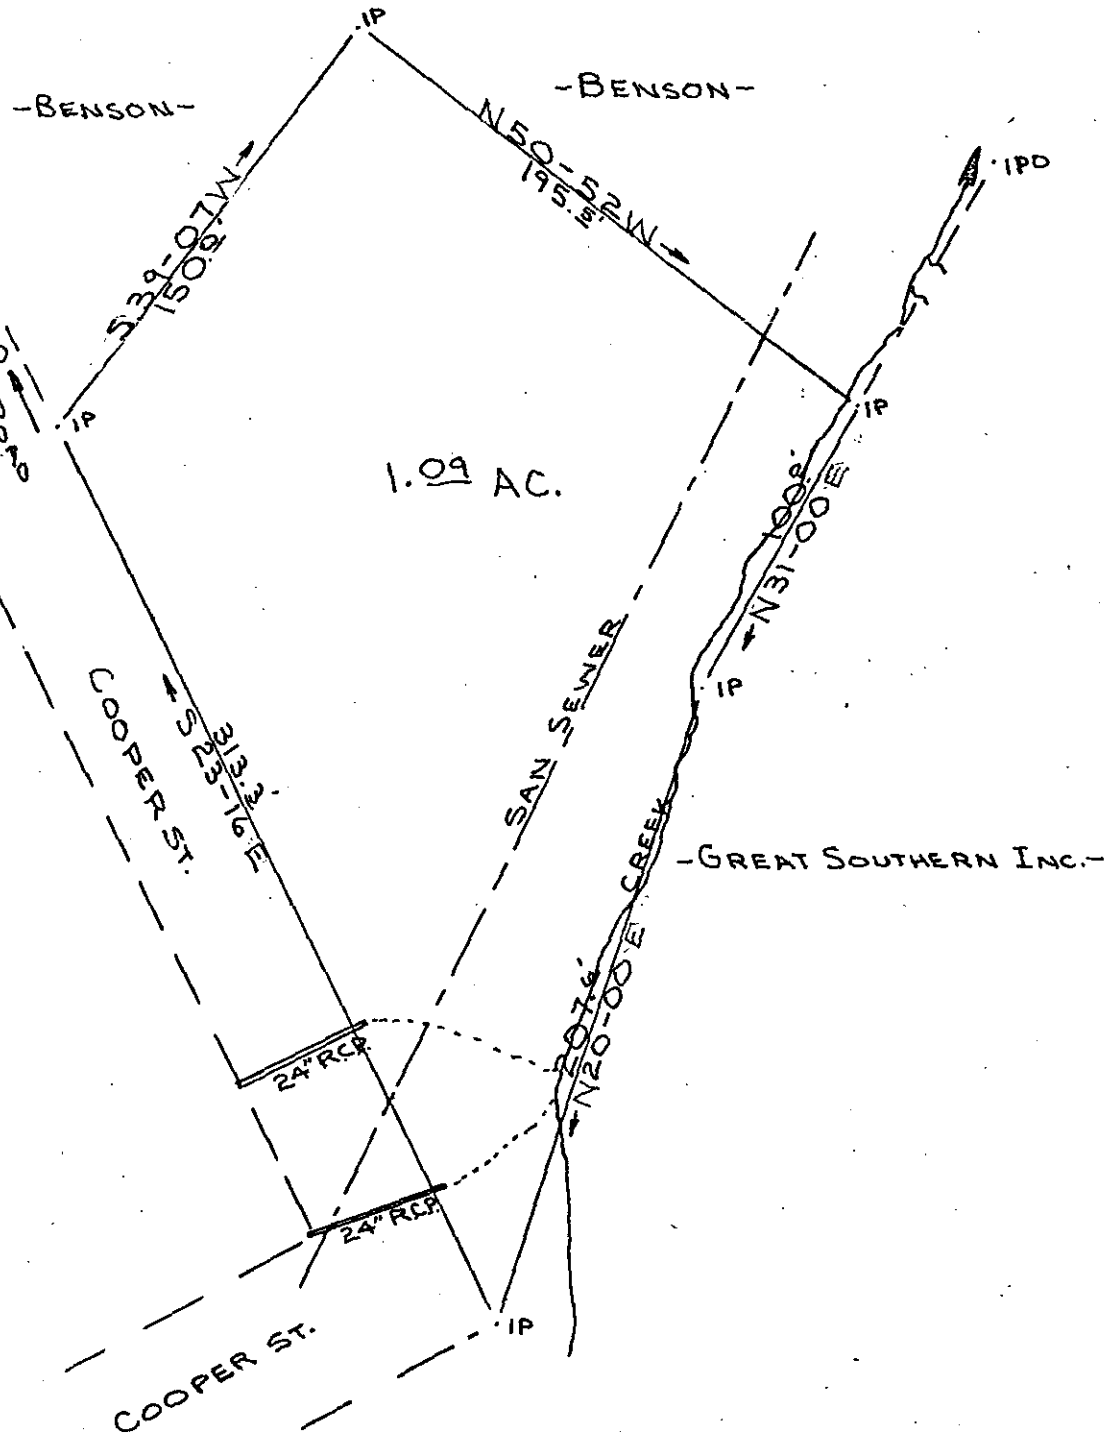 .IP
-BENSON-
-BENSON-
N50-52W
195.5'
.IPO
S39-07W
150.0'
.IP
.IP
1.09 AC.
100.0'
N31-00E
.IP
SAN SEWER
COOPER ST.
313.3'
S23-16E
CREEK
-GREAT SOUTHERN INC.-
207.6'
N20-00E
24" RCP.
24" RCP.
.IP
COOPER ST.